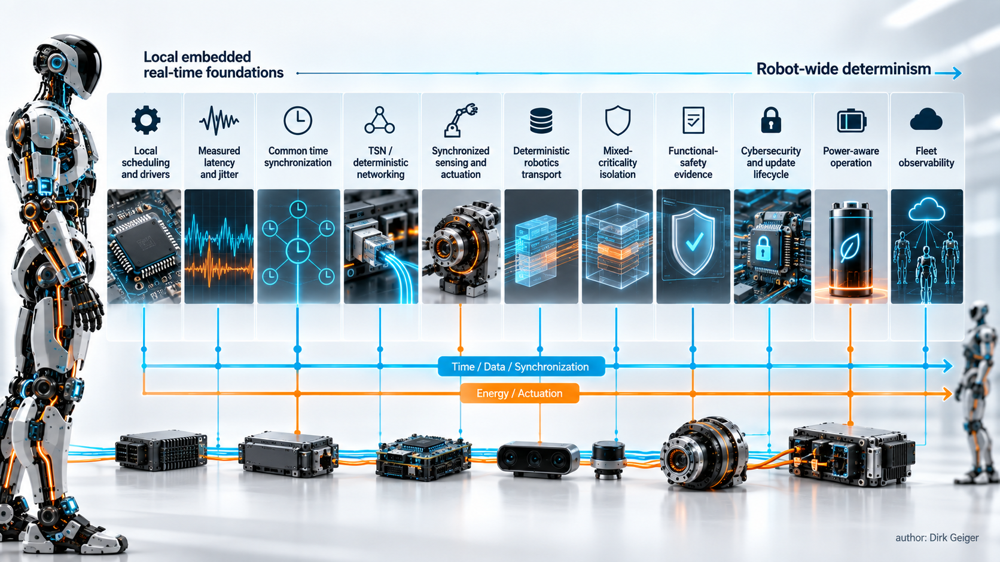 Local embedded
real-time foundations
Robot-wide determinism
Local
scheduling
and drivers
Measured
latency
and jitter
Common time
synchronization
TSN /
deterministic
networking
Synchronized
sensing and
actuation
Deterministic
robotics
transport
Mixed-
criticality
isolation
Functional-
safety
evidence
Cybersecurity
and update
lifecycle
Power-aware
operation
Fleet
observability
Time / Data / Synchronization
Energy / Actuation
author: Dirk Geiger